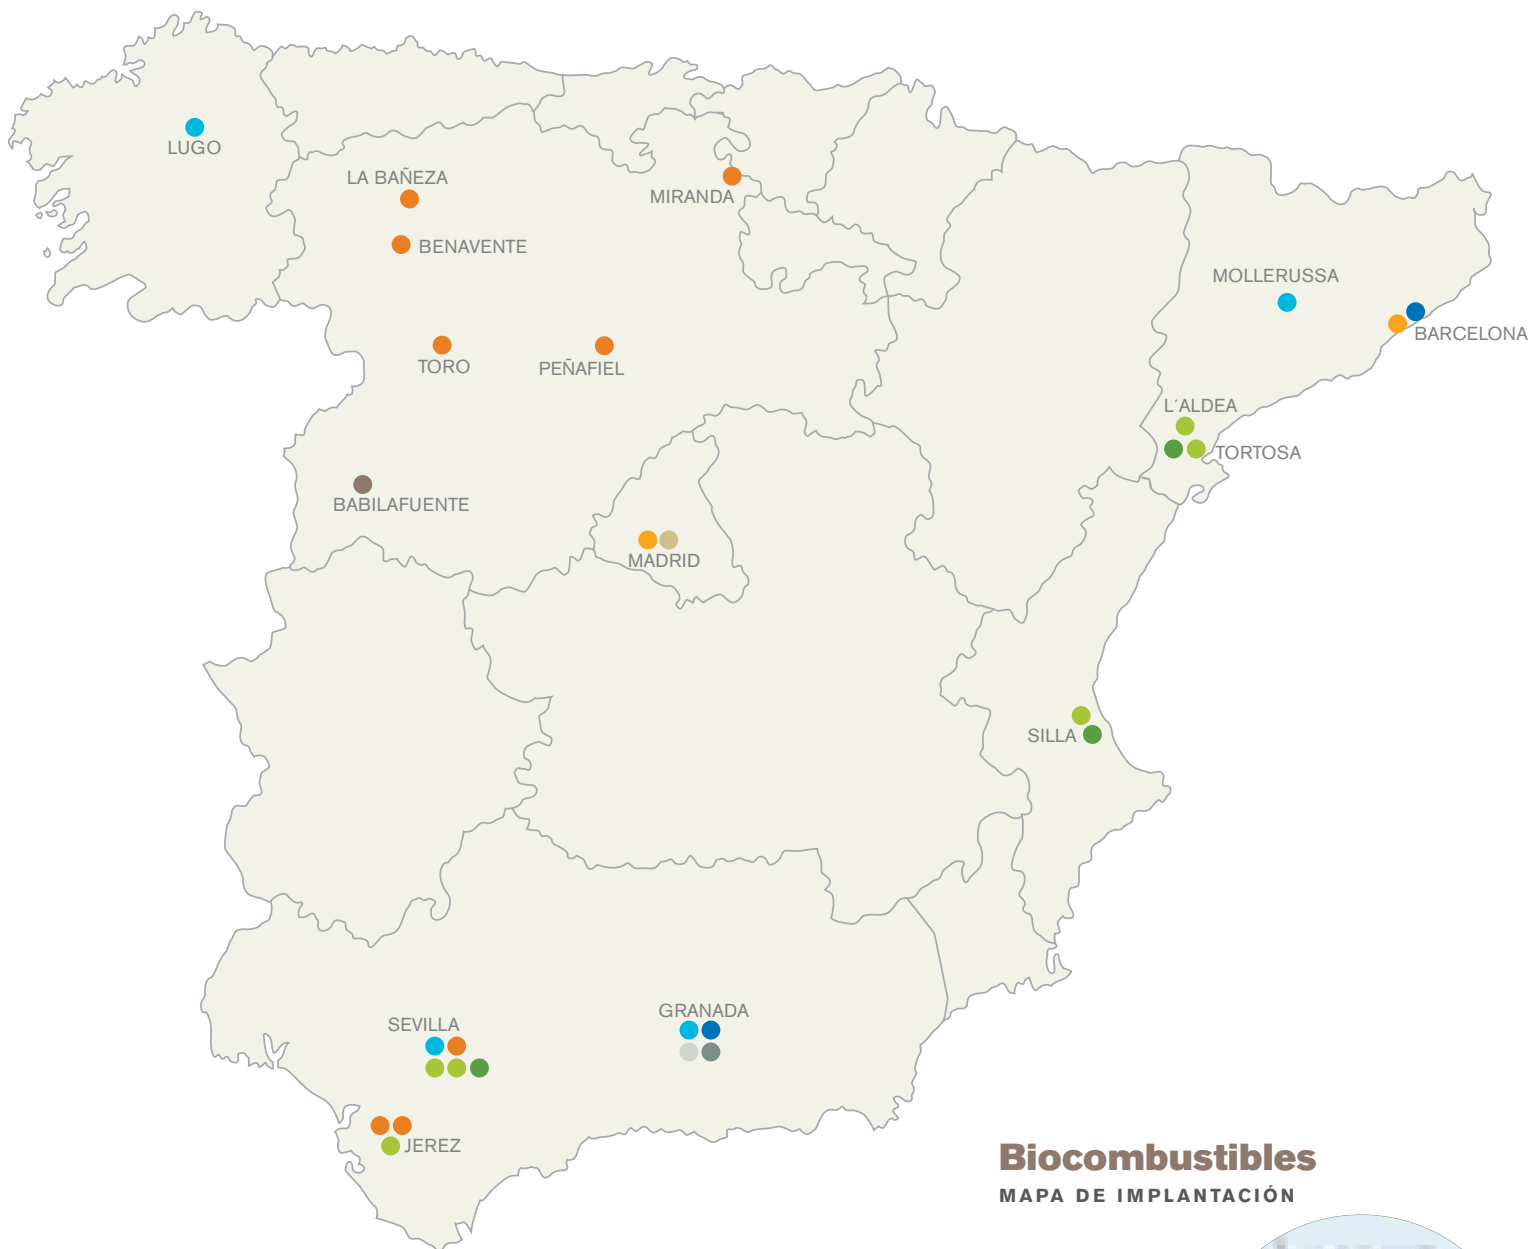 LUGO
LA BAÑEZA
MIRANDA
BENAVENTE
MOLLERUSSA
BARCELONA
TORO
PEÑAFIEL
L´ALDEA
TORTOSA
BABILAFUENTE
MADRID
SILLA
GRANADA
SEVILLA
JEREZ
Biocombustibles
MAPA DE IMPLANTACIÓN